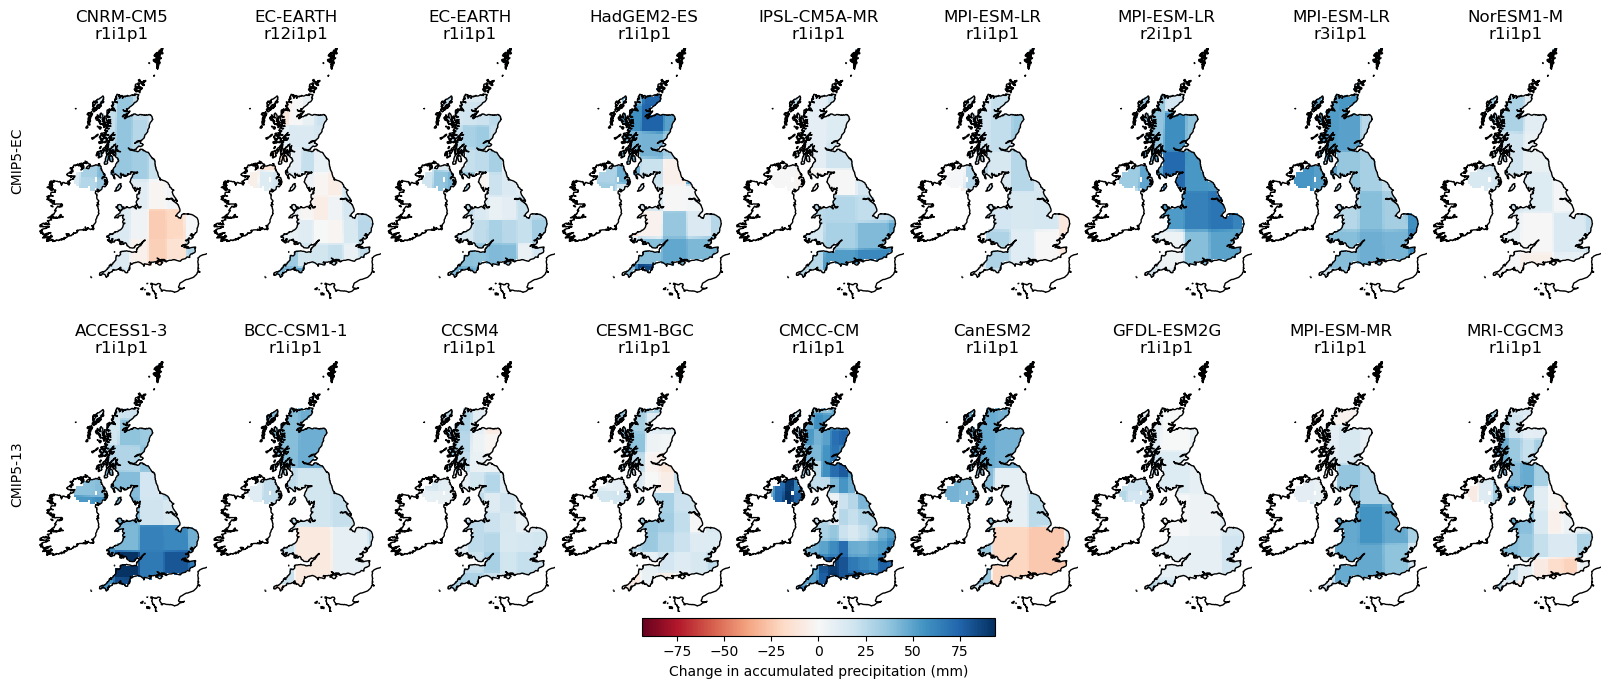 CNRM-CM5 EC-EARTH EC-EARTH HadGEM2-ES IPSL-CM5A-MR MPI-ESM-LR MPI-ESM-LR MPI-ESM-LR NorESM1-M
r1i1p1 r12i1p1 r1i1p1 r1i1p1 r1i1p1 r1i1p1 r2i1p1 r3i1p1 r1i1p1
CMIP5-EC
ACCESS1-3 BCC-CSM1-1 CCSM4 CESM1-BGC CMCC-CM CanESM2 GFDL-ESM2G MPI-ESM-MR MRI-CGCM3
r1i1p1 r1i1p1 r1i1p1 r1i1p1 r1i1p1 r1i1p1 r1i1p1 r1i1p1 r1i1p1
CMIP5-13
−75 −50 −25 0 25 50 75
Change in accumulated precipitation (mm)